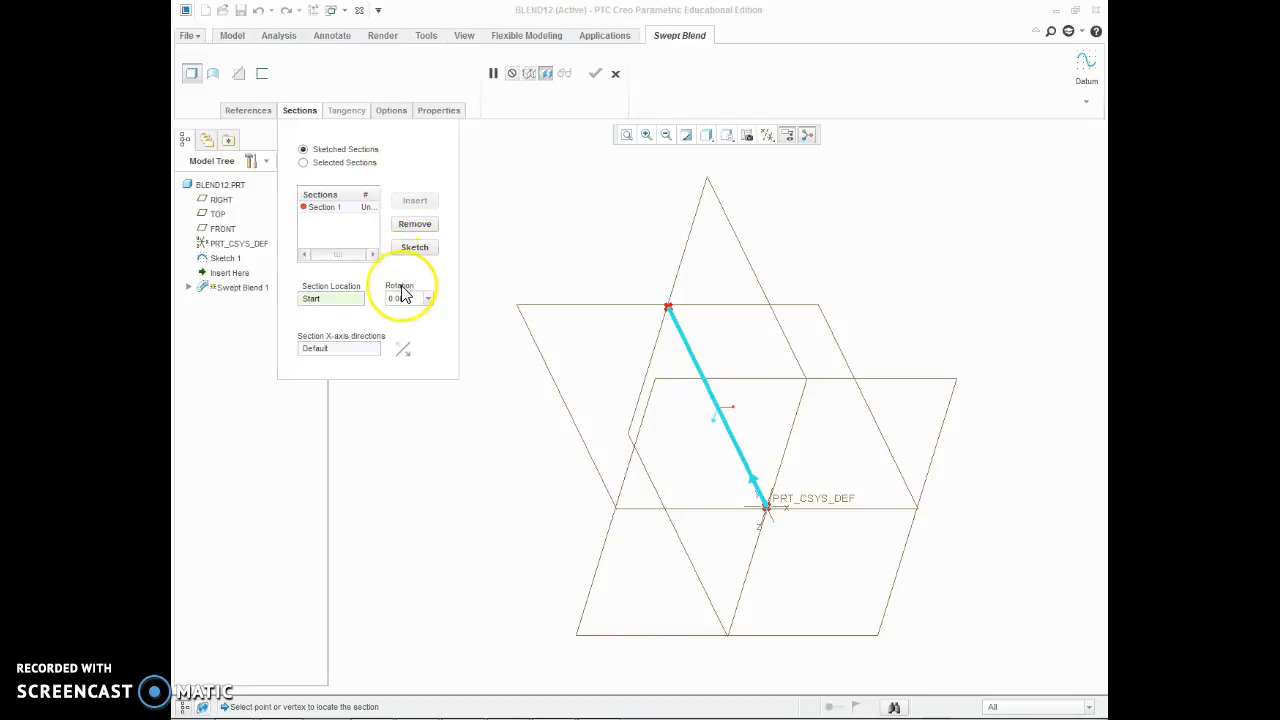 BLEND12 (Active) - PTC Creo Parametric Educational Edition
File Model Analysis Annotate Render Tools View Flexible Modeling Applications Swept Blend
Datum
References Sections Tangency Options Properties
Sketched Sections
Model Tree
Selected Sections
BLEND12.PRT
Sections #
Insert
RIGHT
Section 1 Un...
TOP
Remove
FRONT
PRT_CSYS_DEF
Sketch
Sketch 1
Insert Here
Swept Blend 1
Section Location
Rotation
Start
Section X-axis directions
Default
PRT_CSYS_DEF
X
Z
RECORDED WITH
SCREENCAST MATIC
Select point or vertex to locate the section
All